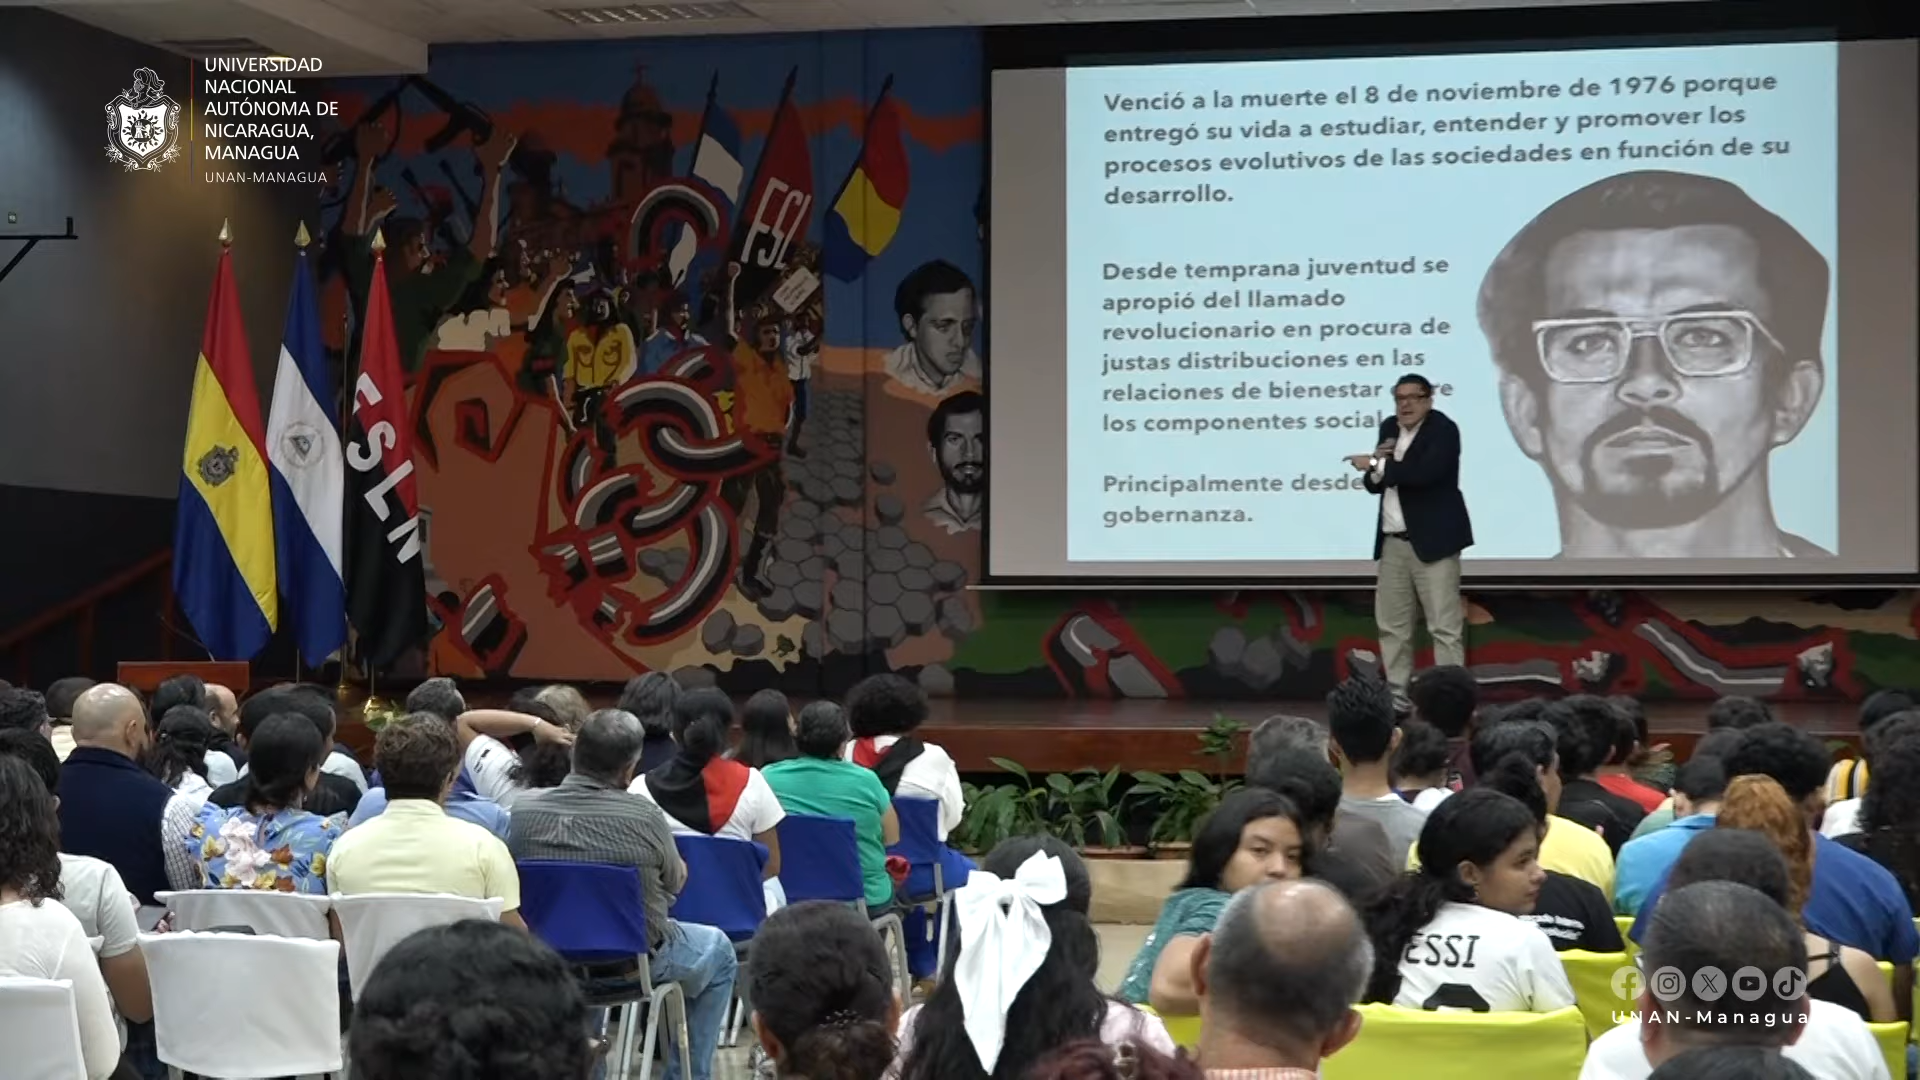 UNIVERSIDAD
NACIONAL
AUTÓNOMA DE
NICARAGUA,
MANAGUA
UNAN-MANAGUA
Venció a la muerte el 8 de noviembre de 1976 porque
entregó su vida a estudiar, entender y promover los
procesos evolutivos de las sociedades en función de su
desarrollo.
Desde temprana juventud se
apropió del llamado
revolucionario en procura de
justas distribuciones en las
relaciones de bienestar
los componentes social
Principalmente desde
gobernanza.
FSL
FSLN
ESSI
UNAN-Managua